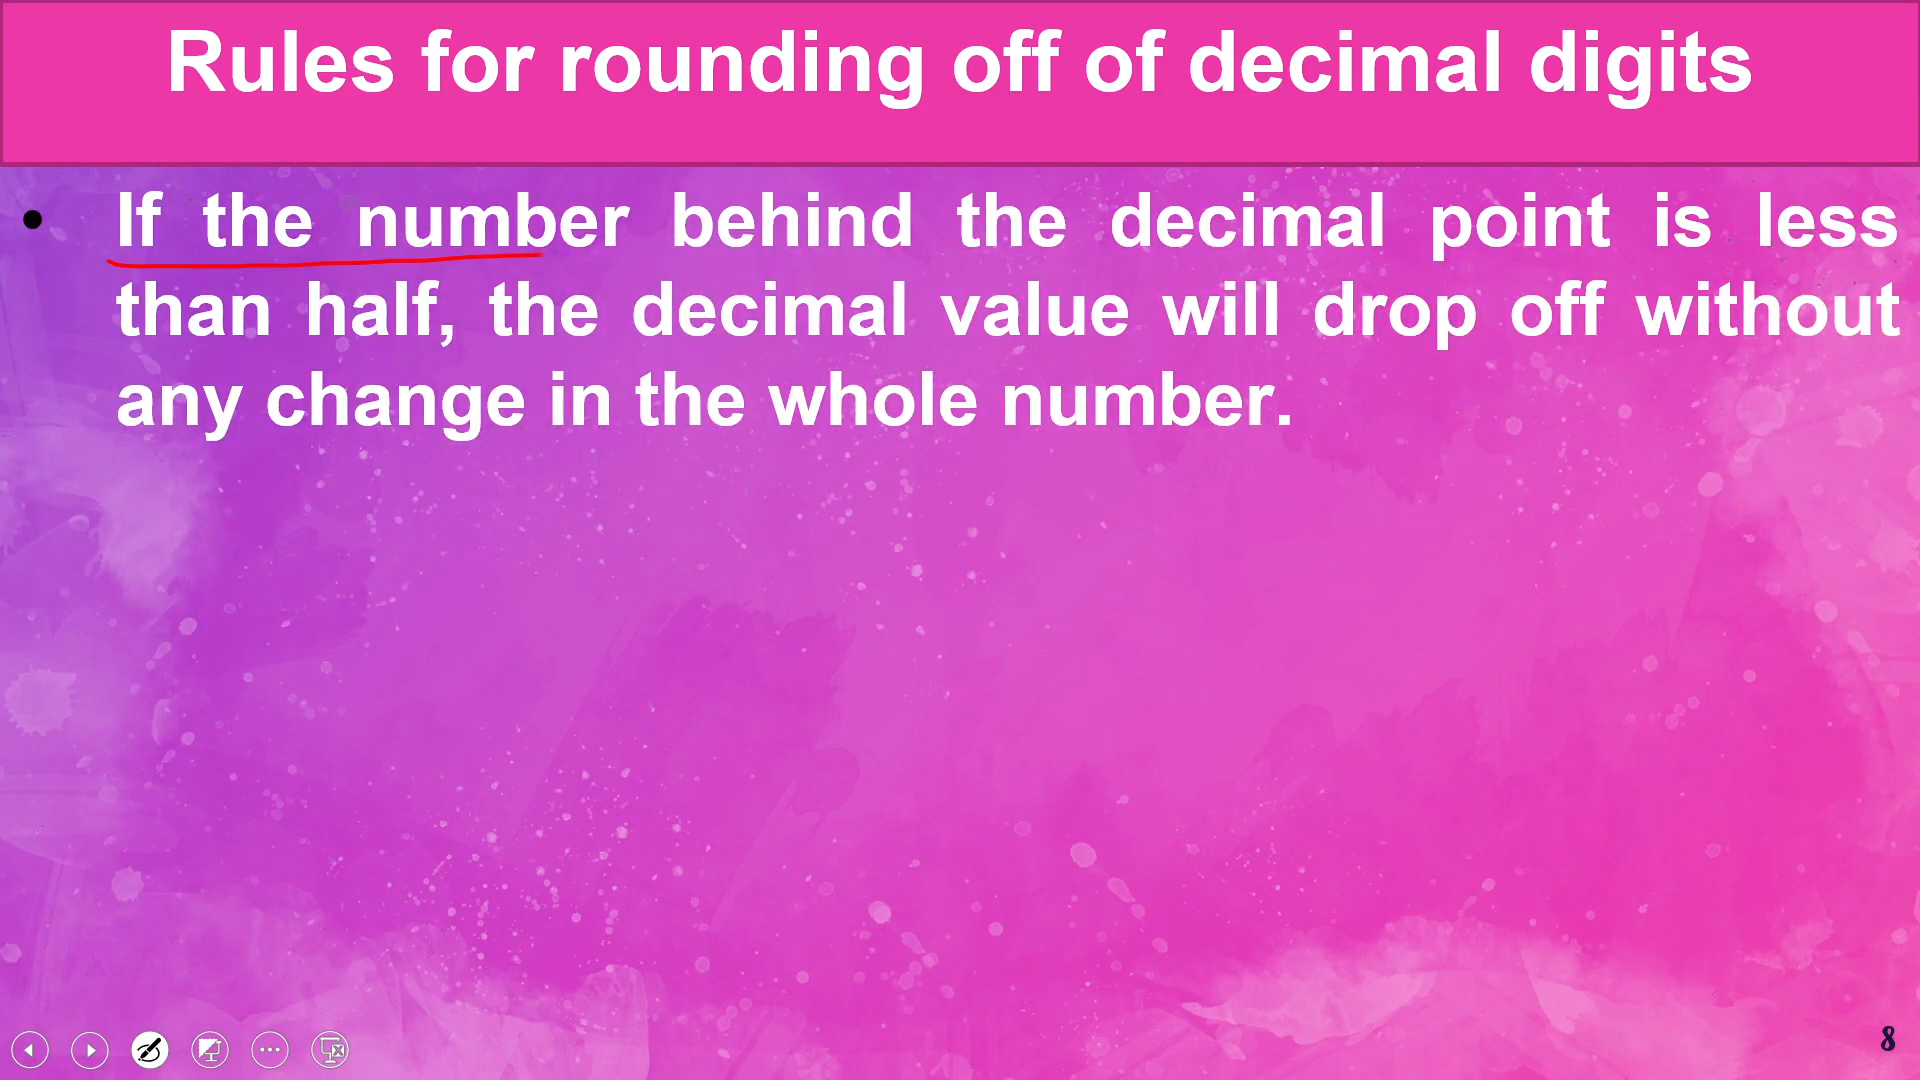 Rules for rounding off of decimal digits
• If the number behind the decimal point is less
than half, the decimal value will drop off without
any change in the whole number.
8